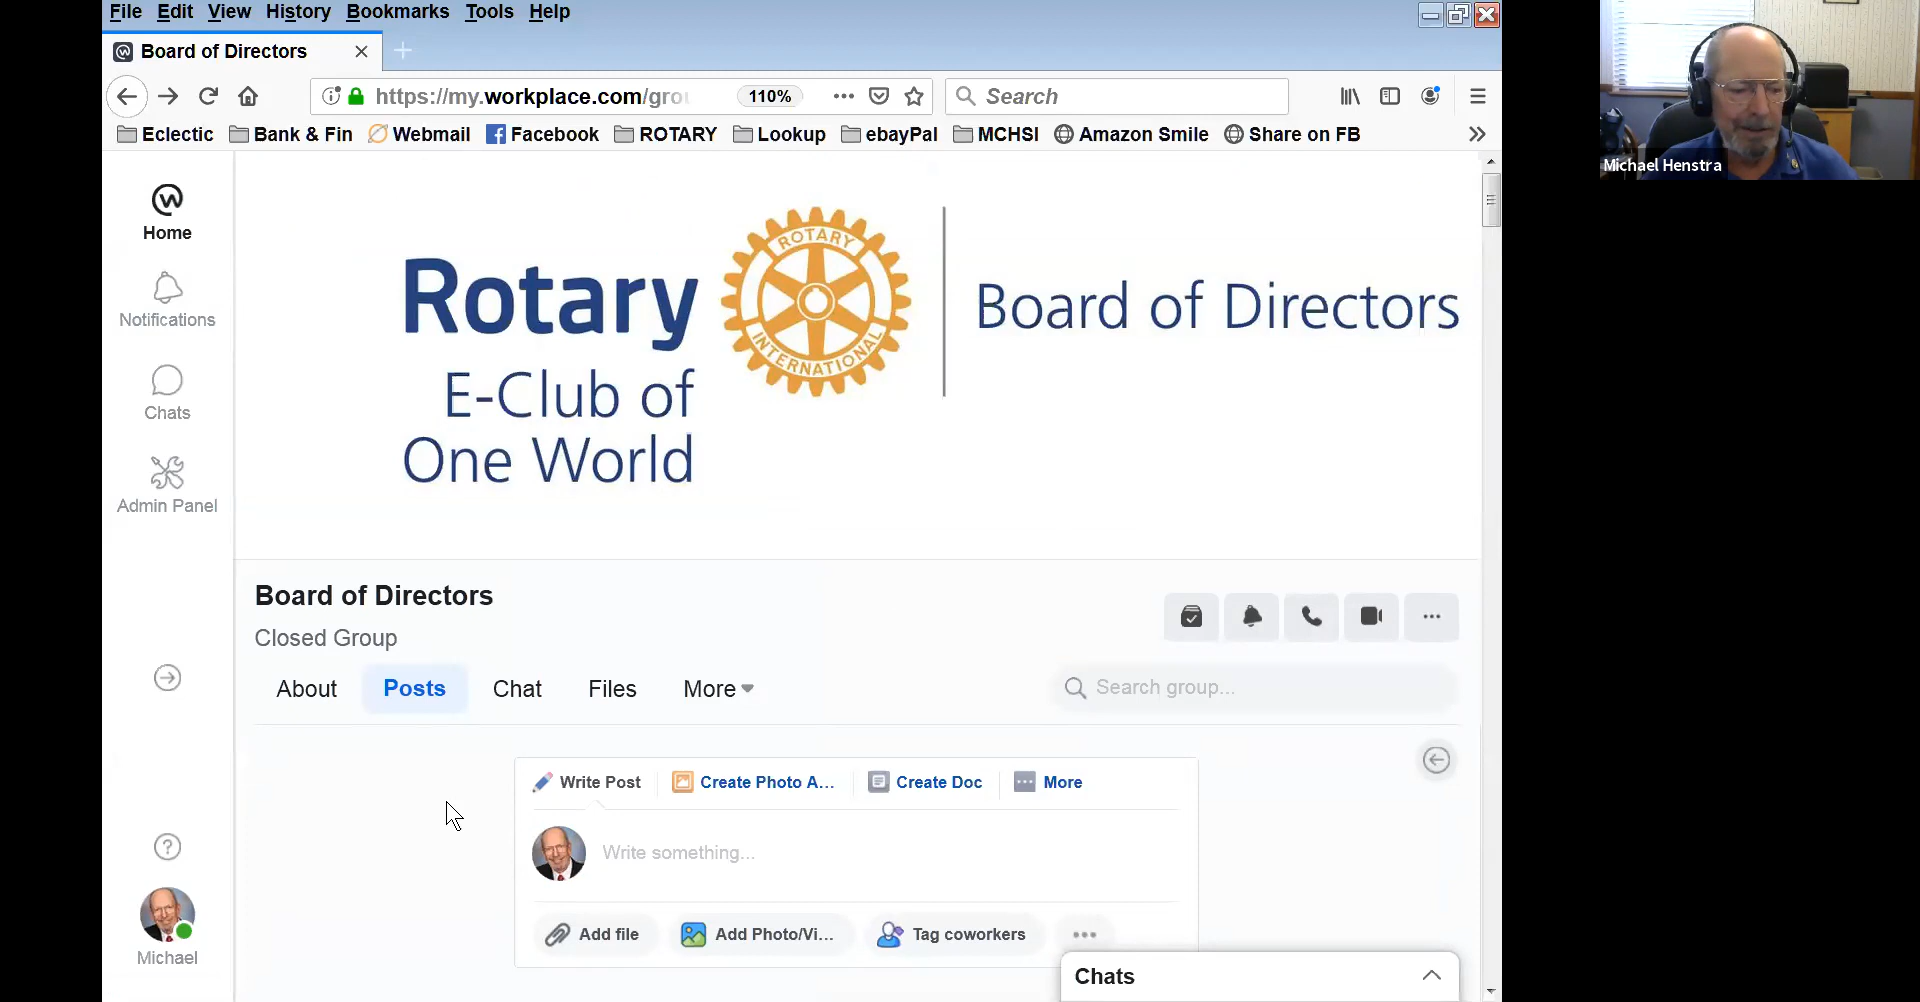 File Edit View History Bookmarks Tools Help
Board of Directors
https://my.workplace.com/grou 110% Search
Eclectic Bank & Fin Webmail Facebook ROTARY Lookup ebayPal MCHSI Amazon Smile Share on FB
Michael Henstra
Home
Notifications
Chats
Admin Panel
Michael
Rotary
E-Club of
One World
ROTARY
INTERNATIONAL
Board of Directors
Board of Directors
Closed Group
About Posts Chat Files More
Search group...
Write Post Create Photo A... Create Doc More
Write something...
Add file Add Photo/Vi... Tag coworkers
Chats